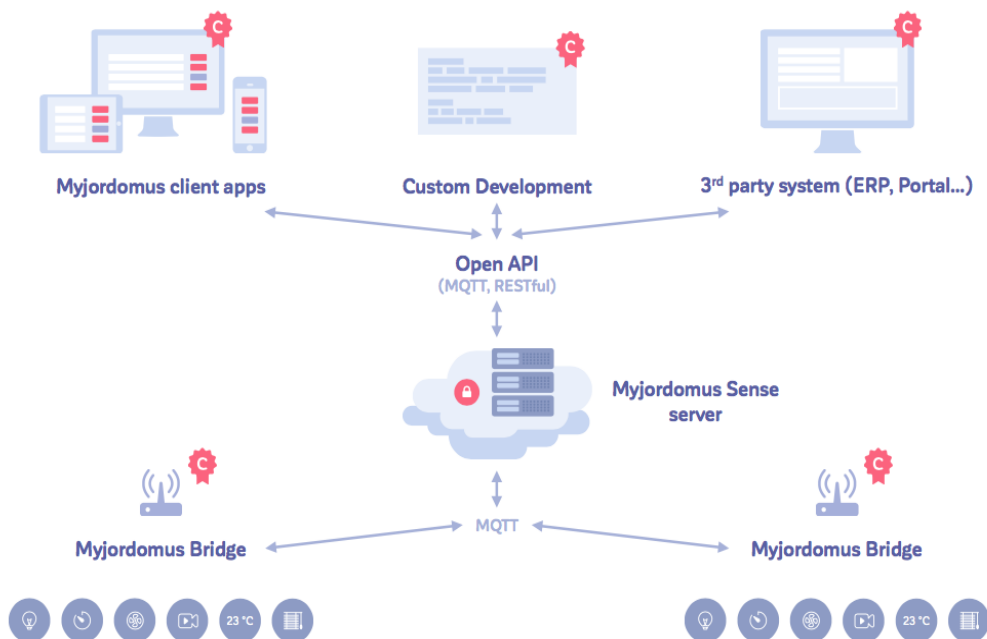 C
C
C
Myjordomus client apps
Custom Development
3rd party system (ERP, Portal...)
Open API
(MQTT, RESTful)
Myjordomus Sense
server
C
C
MQTT
Myjordomus Bridge
Myjordomus Bridge
23 °C
23 °C